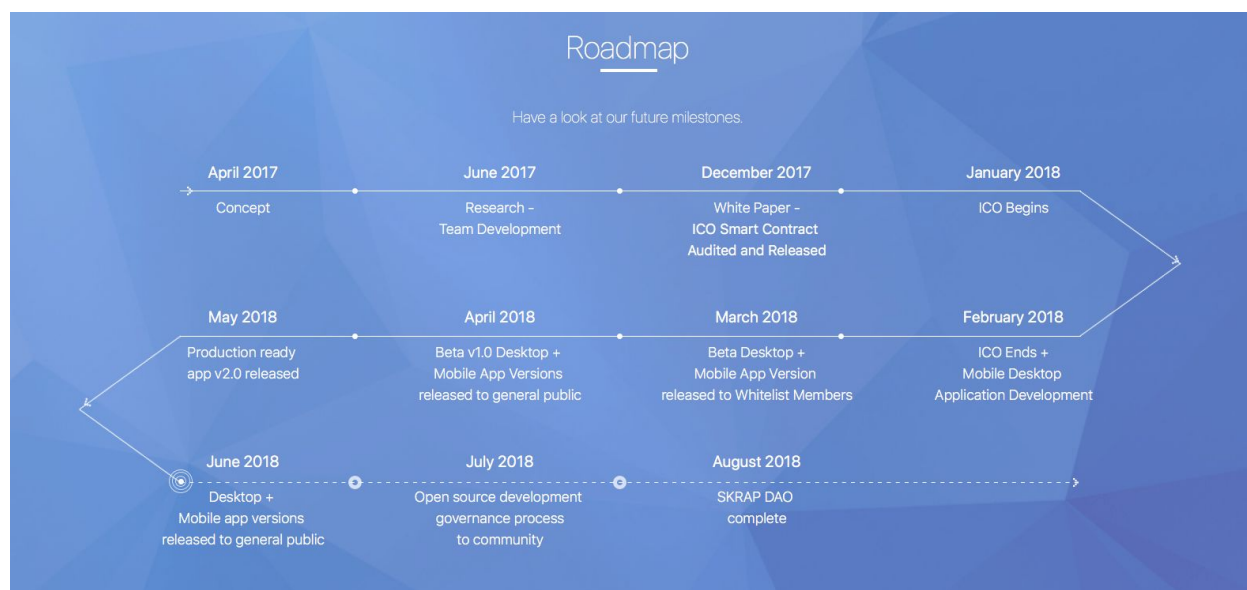 Roadmap
Have a look at our future milestones.
April 2017
Concept
June 2017
Research -
Team Development
December 2017
White Paper -
ICO Smart Contract
Audited and Released
January 2018
ICO Begins
February 2018
ICO Ends +
Mobile Desktop
Application Development
March 2018
Beta Desktop +
Mobile App Version
released to Whitelist Members
April 2018
Beta v1.0 Desktop +
Mobile App Versions
released to general public
May 2018
Production ready
app v2.0 released
June 2018
Desktop +
Mobile app versions
released to general public
July 2018
Open source development
governance process
to community
August 2018
SKRAP DAO
complete